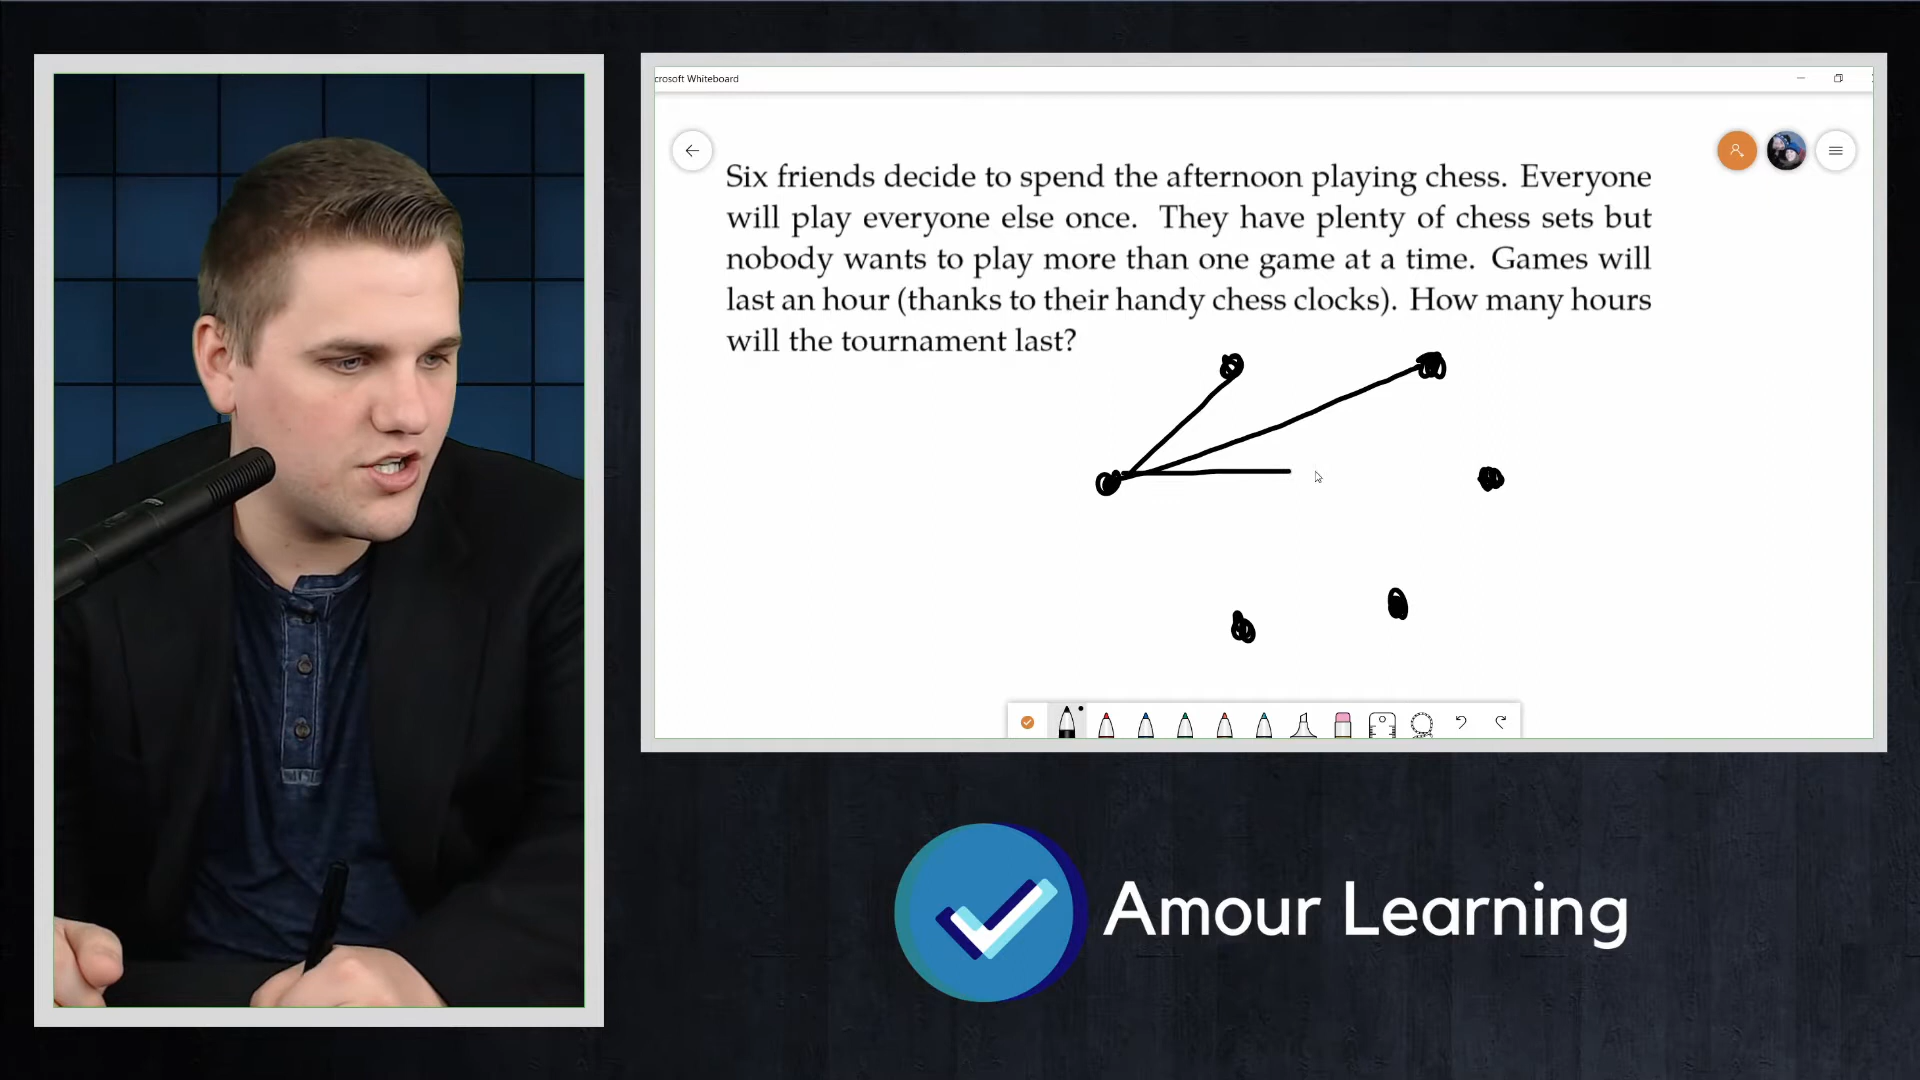 crosoft Whiteboard
Six friends decide to spend the afternoon playing chess. Everyone
will play everyone else once. They have plenty of chess sets but
nobody wants to play more than one game at a time. Games will
last an hour (thanks to their handy chess clocks). How many hours
will the tournament last?
Amour Learning